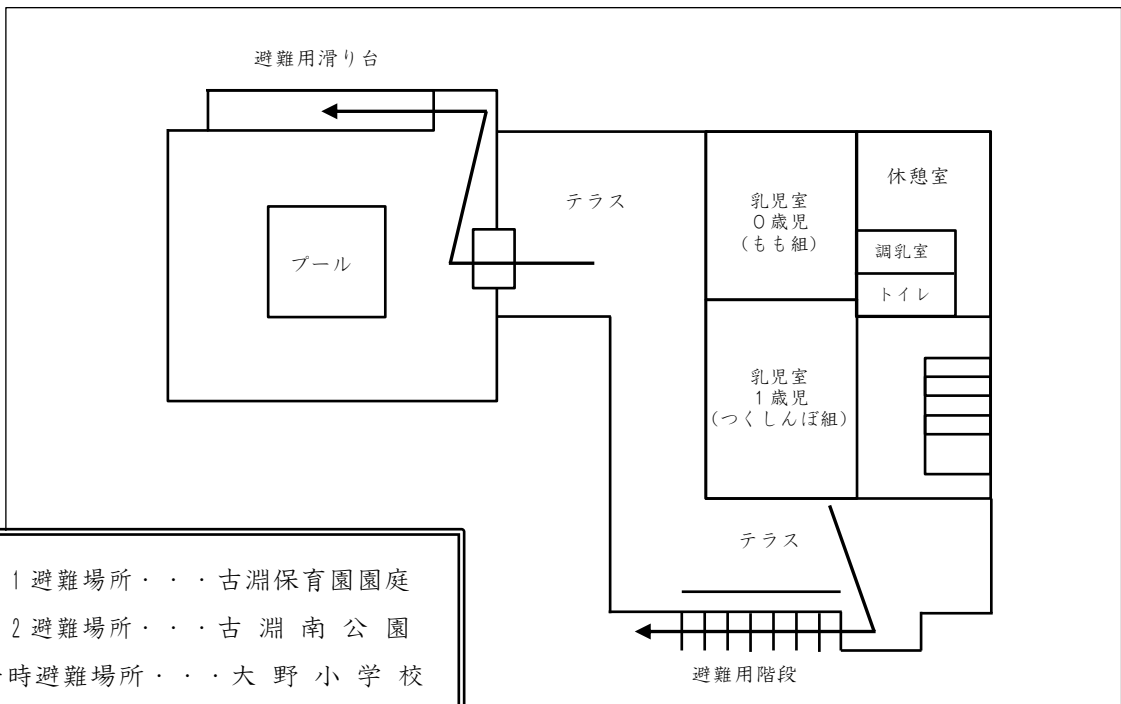 避難用滑り台
テラス
乳児室
0歳児
(もも組)
休憩室
調乳室
トイレ
プール
乳児室
1歳児
(つくしんぼ組)
テラス
避難用階段
1避難場所・・・古淵保育園園庭
2避難場所・・・古淵南公園
時避難場所・・・大野小学校